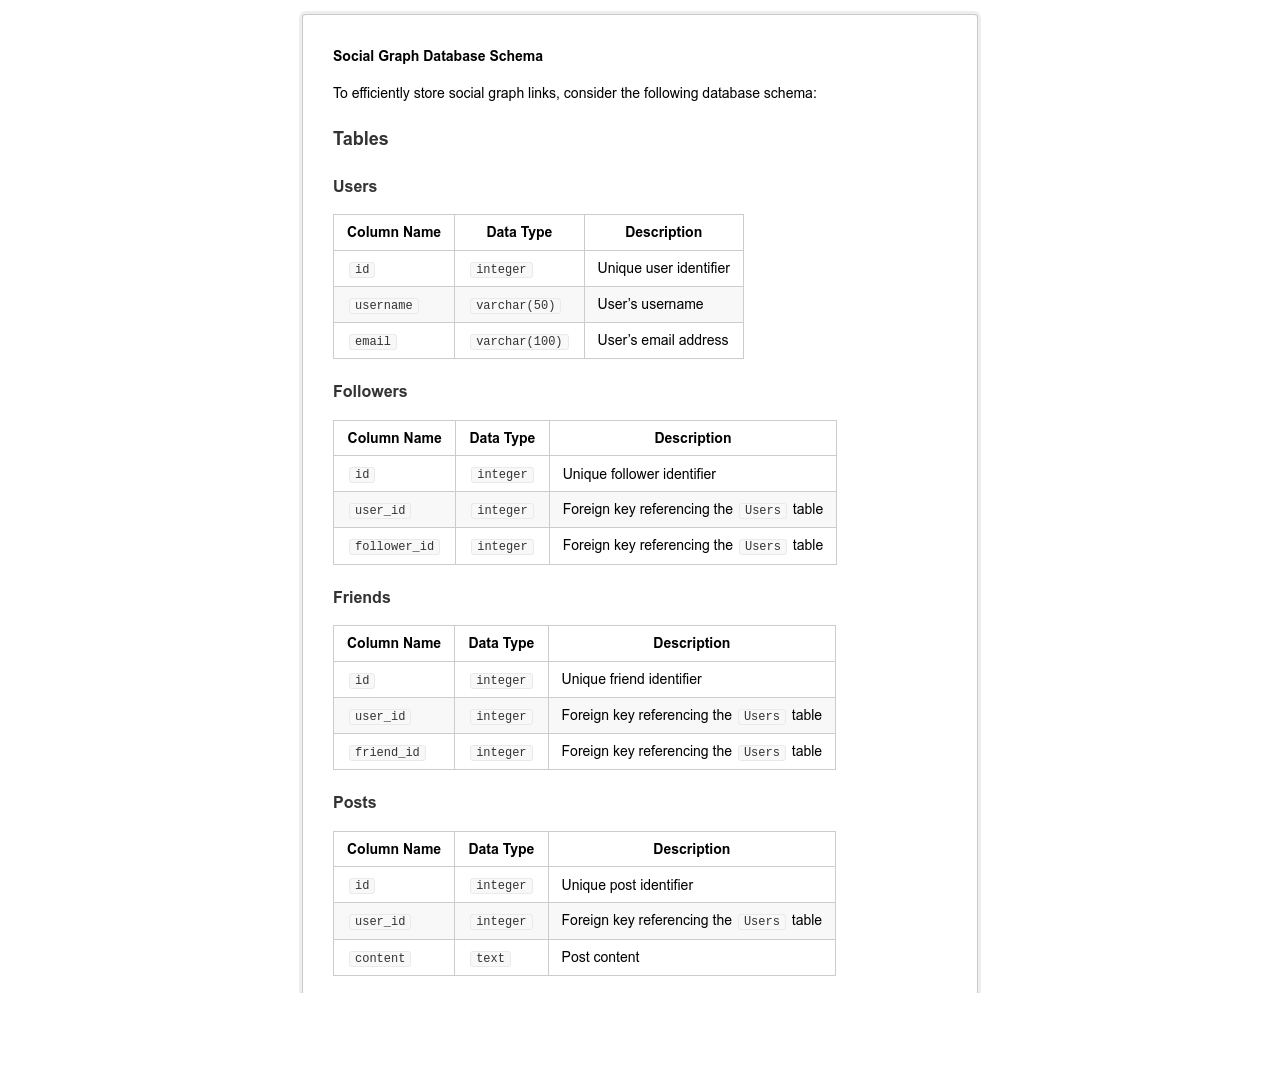 Social Graph Database Schema
To efficiently store social graph links, consider the following database schema:
Tables
Users
Column Name Data Type Description
id integer Unique user identifier
username varchar(50) User’s username
email varchar(100) User’s email address
Followers
Column Name Data Type Description
id integer Unique follower identifier
user_id integer Foreign key referencing the Users table
follower_id integer Foreign key referencing the Users table
Friends
Column Name Data Type Description
id integer Unique friend identifier
user_id integer Foreign key referencing the Users table
friend_id integer Foreign key referencing the Users table
Posts
Column Name Data Type Description
id integer Unique post identifier
user_id integer Foreign key referencing the Users table
content text Post content